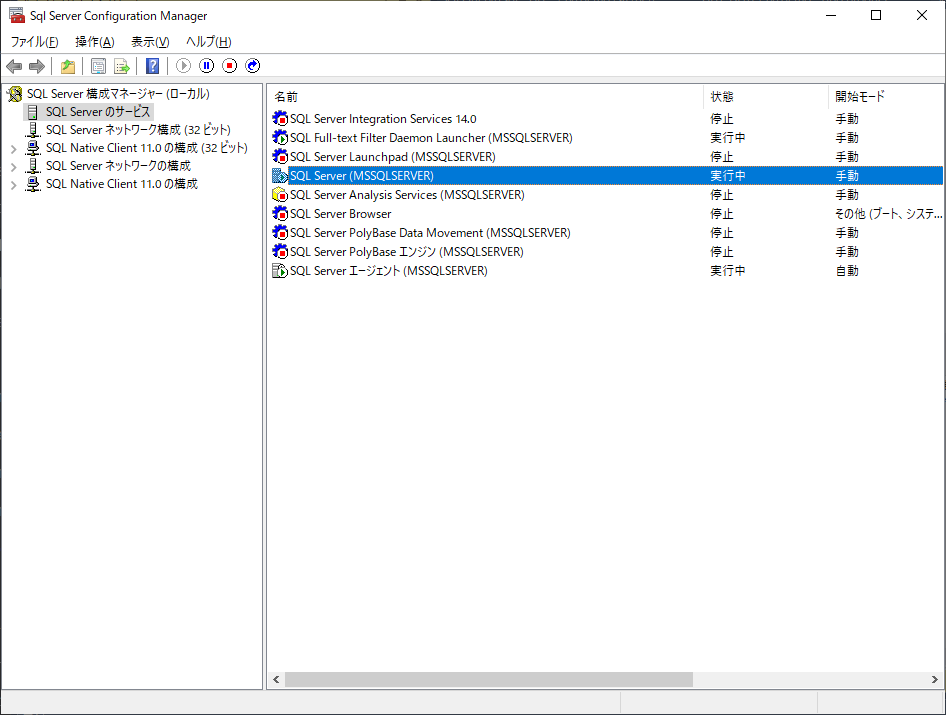 Sql Server Configuration Manager
ファイル(F) 操作(A) 表示(V) ヘルプ(H)
SQL Server 構成マネージャー (ローカル)
SQL Server のサービス
SQL Server ネットワーク構成 (32 ビット)
SQL Native Client 11.0 の構成 (32 ビット)
SQL Server ネットワークの構成
SQL Native Client 11.0 の構成
名前 状態 開始モード
SQL Server Integration Services 14.0 停止 手動
SQL Full-text Filter Daemon Launcher (MSSQLSERVER) 実行中 手動
SQL Server Launchpad (MSSQLSERVER) 停止 手動
SQL Server (MSSQLSERVER) 実行中 手動
SQL Server Analysis Services (MSSQLSERVER) 停止 手動
SQL Server Browser 停止 その他 (ブート、システ...
SQL Server PolyBase Data Movement (MSSQLSERVER) 停止 手動
SQL Server PolyBase エンジン (MSSQLSERVER) 停止 手動
SQL Server エージェント (MSSQLSERVER) 実行中 自動